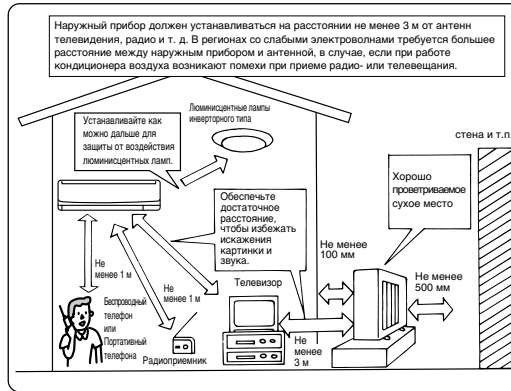 Наружный прибор должен устанавливаться на расстоянии не менее 3 м от антенн
телевидения, радио и т. д. В регионах со слабыми электроволнами требуется большее
расстояние между наружным прибором и антенной, в случае, если при работе
кондиционера воздуха возникают помехи при приеме радио- или телевещания.
Люминисцентные лампы
инверторного типа
Устанавливайте как
можно дальше для
защиты от воздействия
люминисцентных ламп.
стена и т.п.
Обеспечьте
достаточное
расстояние,
чтобы избежать
искажения
картинки и
звука.
Хорошо
проветриваемое
сухое место
Не менее
100 мм
Не менее
500 мм
Не
менее 1 м
Не
менее 1 м
Телевизор
Беспроводный
телефон
или
Портативный
телефона
Радиоприемник
Не
менее
3 м